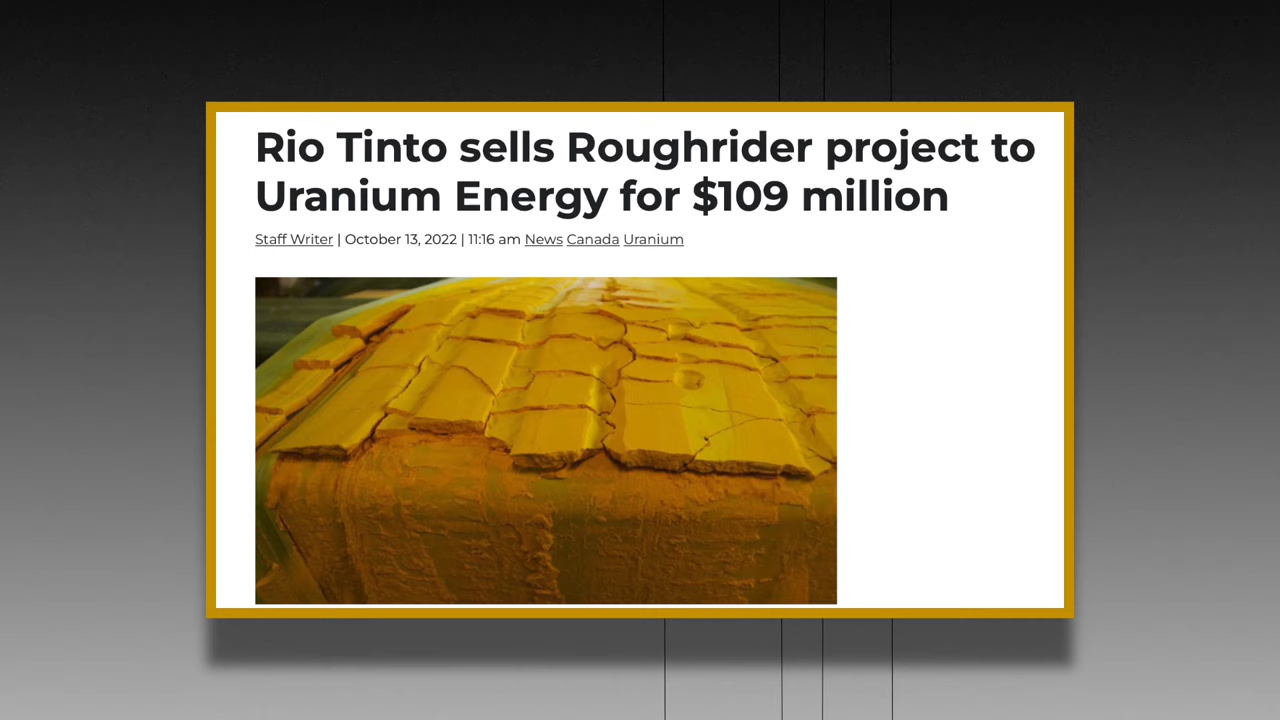 Rio Tinto sells Roughrider project to
Uranium Energy for $109 million
Staff Writer | October 13, 2022 | 11:16 am News Canada Uranium